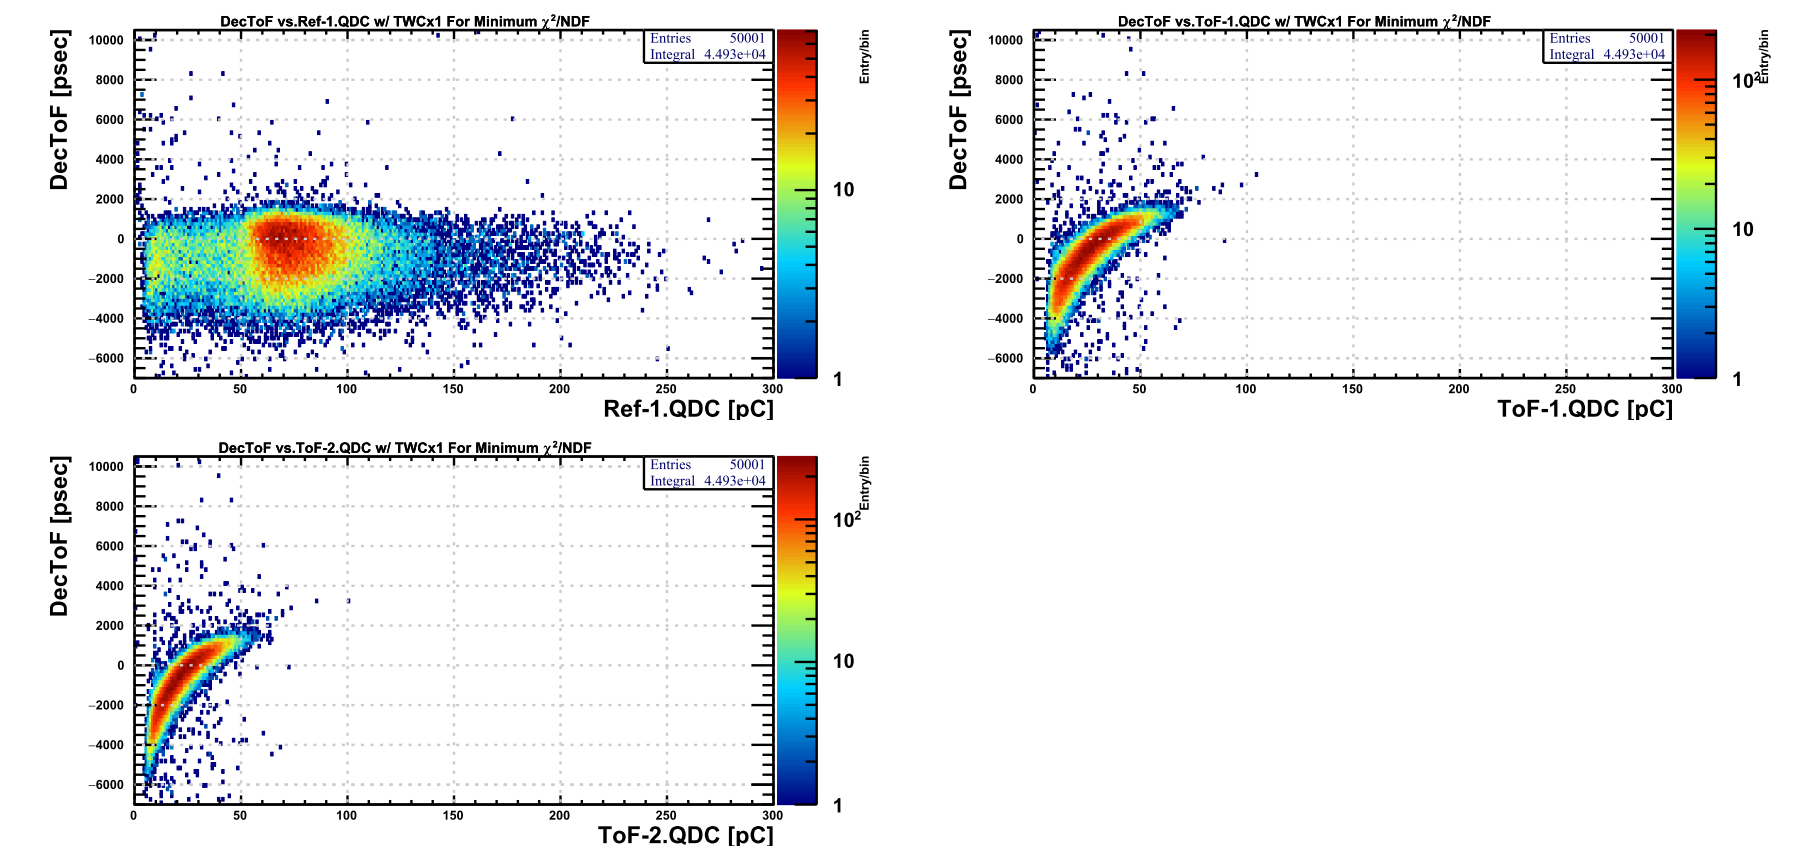 DecToF vs.Ref-1.QDC w/ TWCx1 For Minimum χ²/NDF
Entries 50001
Integral 4.493e+04
DecToF [psec]
10000
8000
6000
4000
2000
0
−2000
−4000
−6000
0 50 100 150 200 250 300
Ref-1.QDC [pC]
Entry/bin
10
1
DecToF vs.ToF-1.QDC w/ TWCx1 For Minimum χ²/NDF
Entries 50001
Integral 4.493e+04
DecToF [psec]
10000
8000
6000
4000
2000
0
−2000
−4000
−6000
0 50 100 150 200 250 300
ToF-1.QDC [pC]
Entry/bin
10²
10
1
DecToF vs.ToF-2.QDC w/ TWCx1 For Minimum χ²/NDF
Entries 50001
Integral 4.493e+04
DecToF [psec]
10000
8000
6000
4000
2000
0
−2000
−4000
−6000
0 50 100 150 200 250 300
ToF-2.QDC [pC]
Entry/bin
10²
10
1